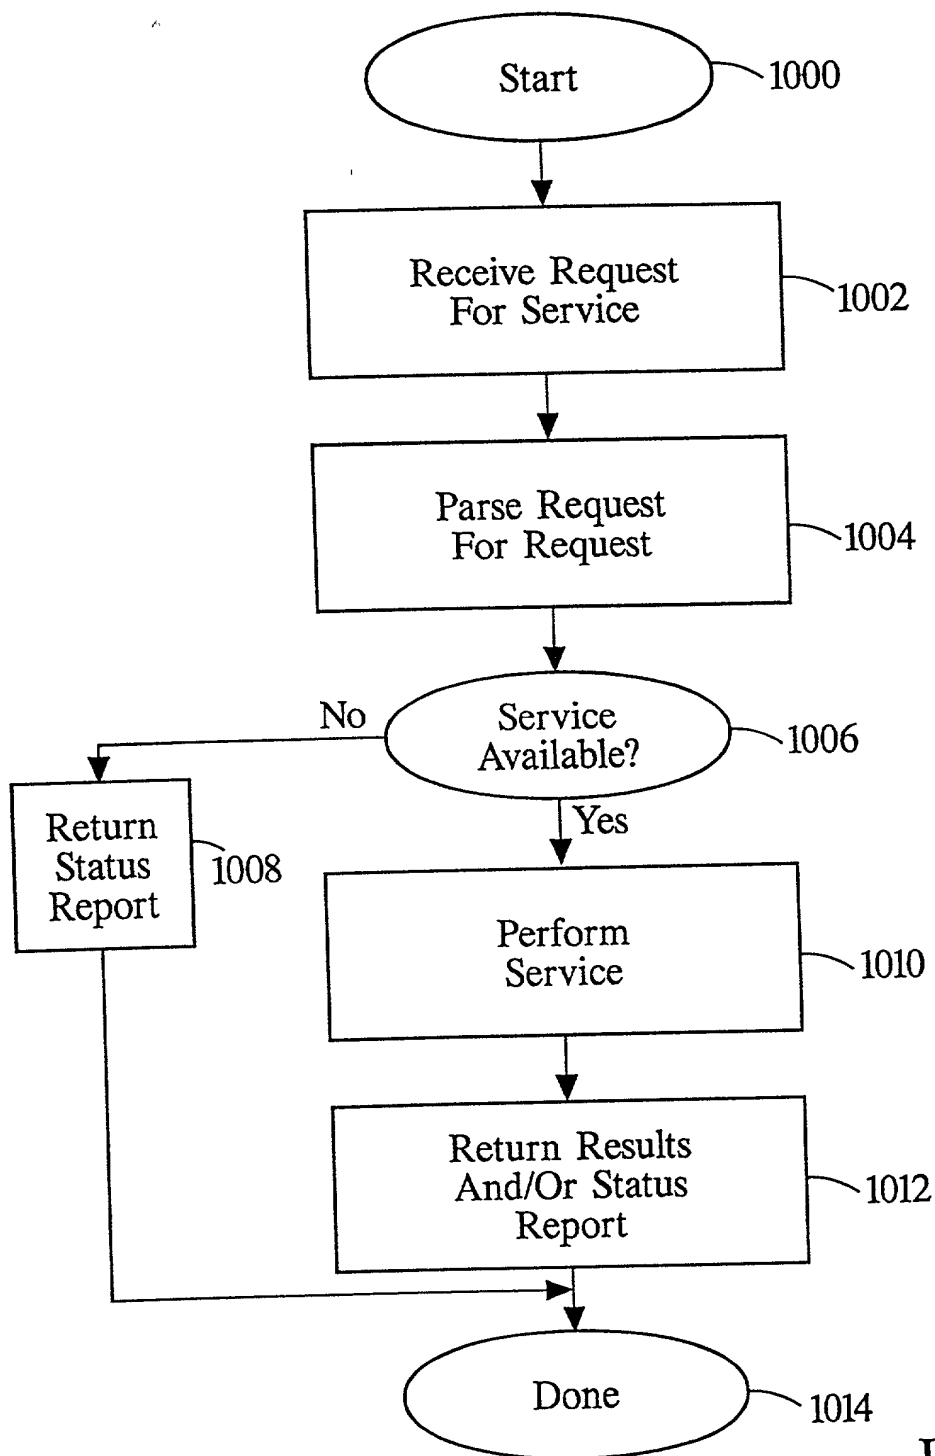 Start
1000
Receive Request
For Service
1002
Parse Request
For Request
1004
Service
Available?
1006
No
Yes
Return
Status
Report
1008
Perform
Service
1010
Return Results
And/Or Status
Report
1012
Done
1014